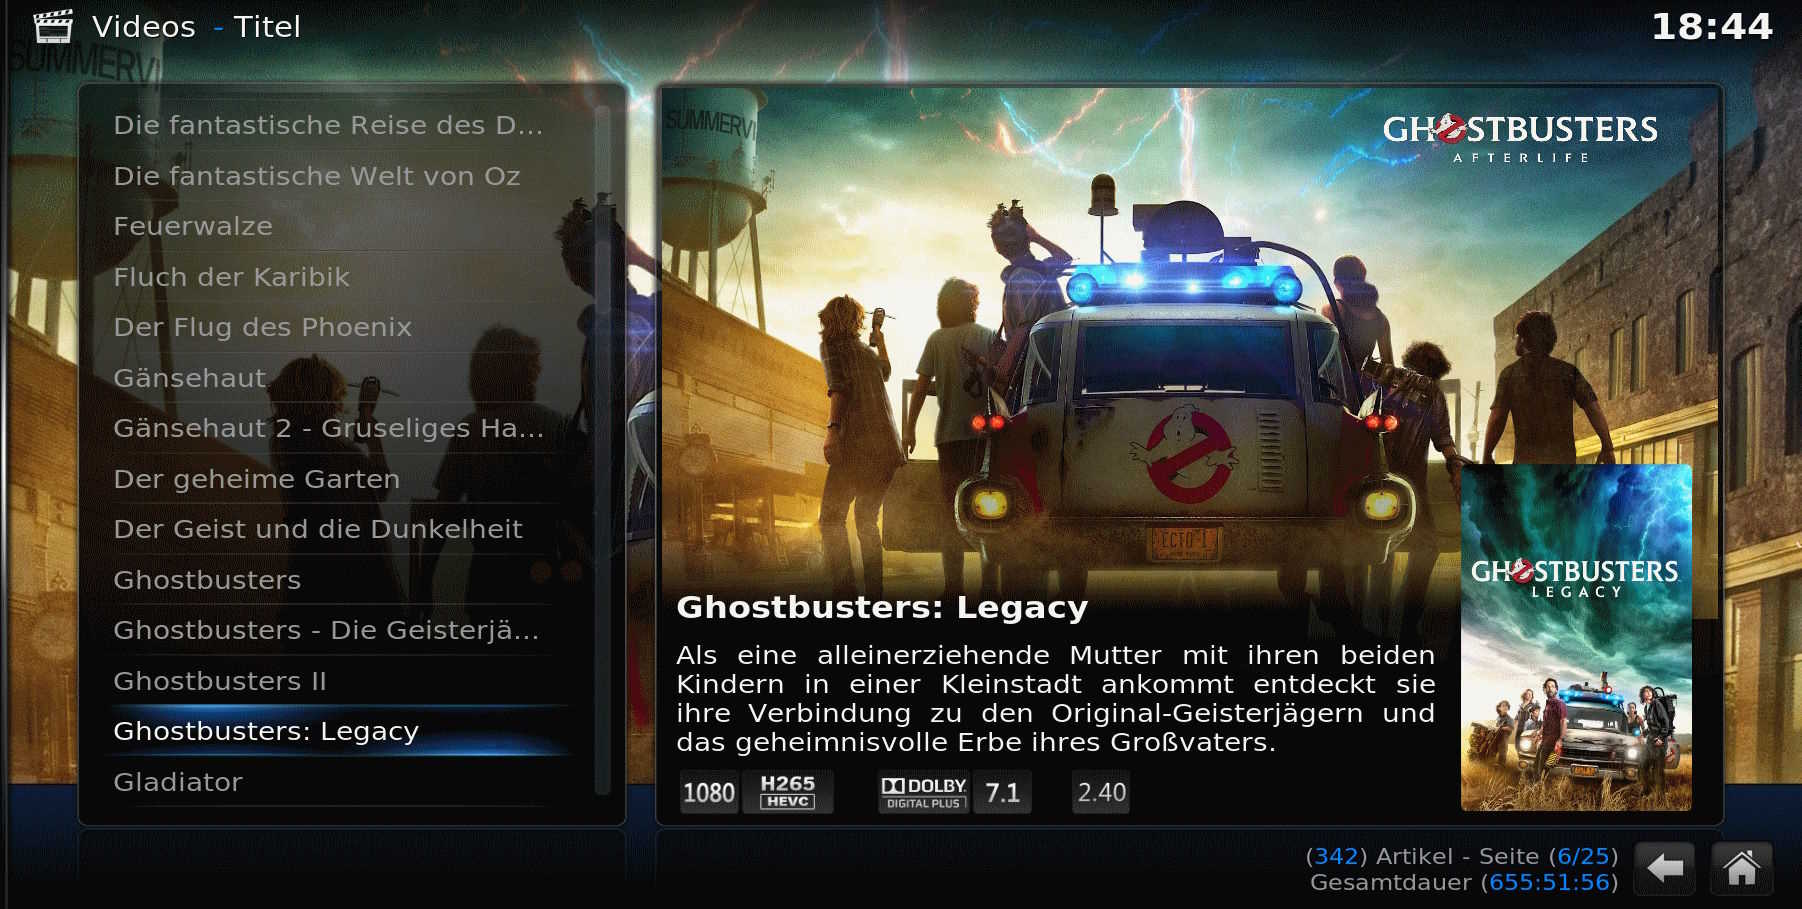 Videos - Titel
18:44
Die fantastische Reise des D...
Die fantastische Welt von Oz
Feuerwalze
Fluch der Karibik
Der Flug des Phoenix
Gänsehaut
Gänsehaut 2 - Gruseliges Ha...
Der geheime Garten
Der Geist und die Dunkelheit
Ghostbusters
Ghostbusters - Die Geisterjä...
Ghostbusters II
Ghostbusters: Legacy
Gladiator
SUMMERVI
SUMMERVI
GHOSTBUSTERS
AFTERLIFE
ECTO-1
GHOSTBUSTERS
LEGACY
Ghostbusters: Legacy
Als eine alleinerziehende Mutter mit ihren beiden
Kindern in einer Kleinstadt ankommt entdeckt sie
ihre Verbindung zu den Original-Geisterjägern und
das geheimnisvolle Erbe ihres Großvaters.
1080 H265 HEVC DOLBY DIGITAL PLUS 7.1 2.40
(342) Artikel - Seite (6/25)
Gesamtdauer (655:51:56)